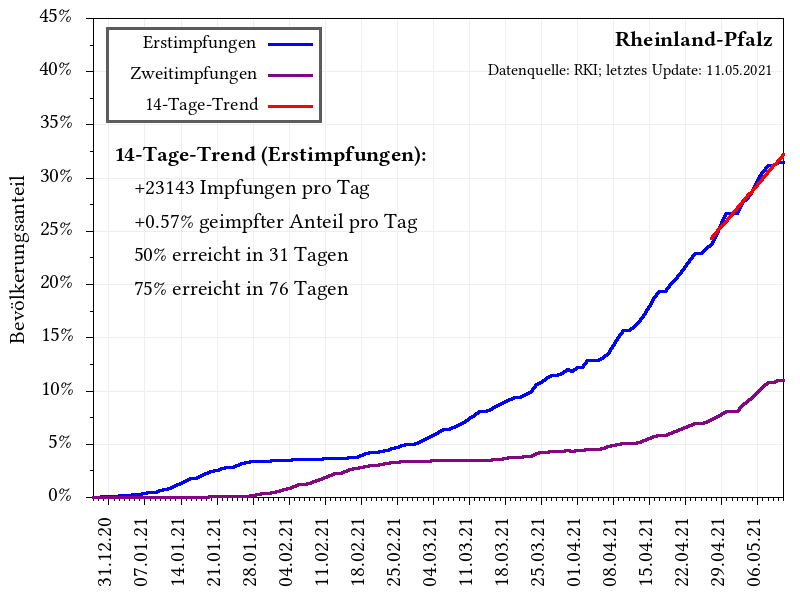 45%
40%
35%
30%
25%
20%
15%
10%
5%
0%
Bevölkerungsanteil
Erstimpfungen
Zweitimpfungen
14-Tage-Trend
Rheinland-Pfalz
Datenquelle: RKI; letztes Update: 11.05.2021
14-Tage-Trend (Erstimpfungen):
+23143 Impfungen pro Tag
+0.57% geimpfter Anteil pro Tag
50% erreicht in 31 Tagen
75% erreicht in 76 Tagen
31.12.20
07.01.21
14.01.21
21.01.21
28.01.21
04.02.21
11.02.21
18.02.21
25.02.21
04.03.21
11.03.21
18.03.21
25.03.21
01.04.21
08.04.21
15.04.21
22.04.21
29.04.21
06.05.21